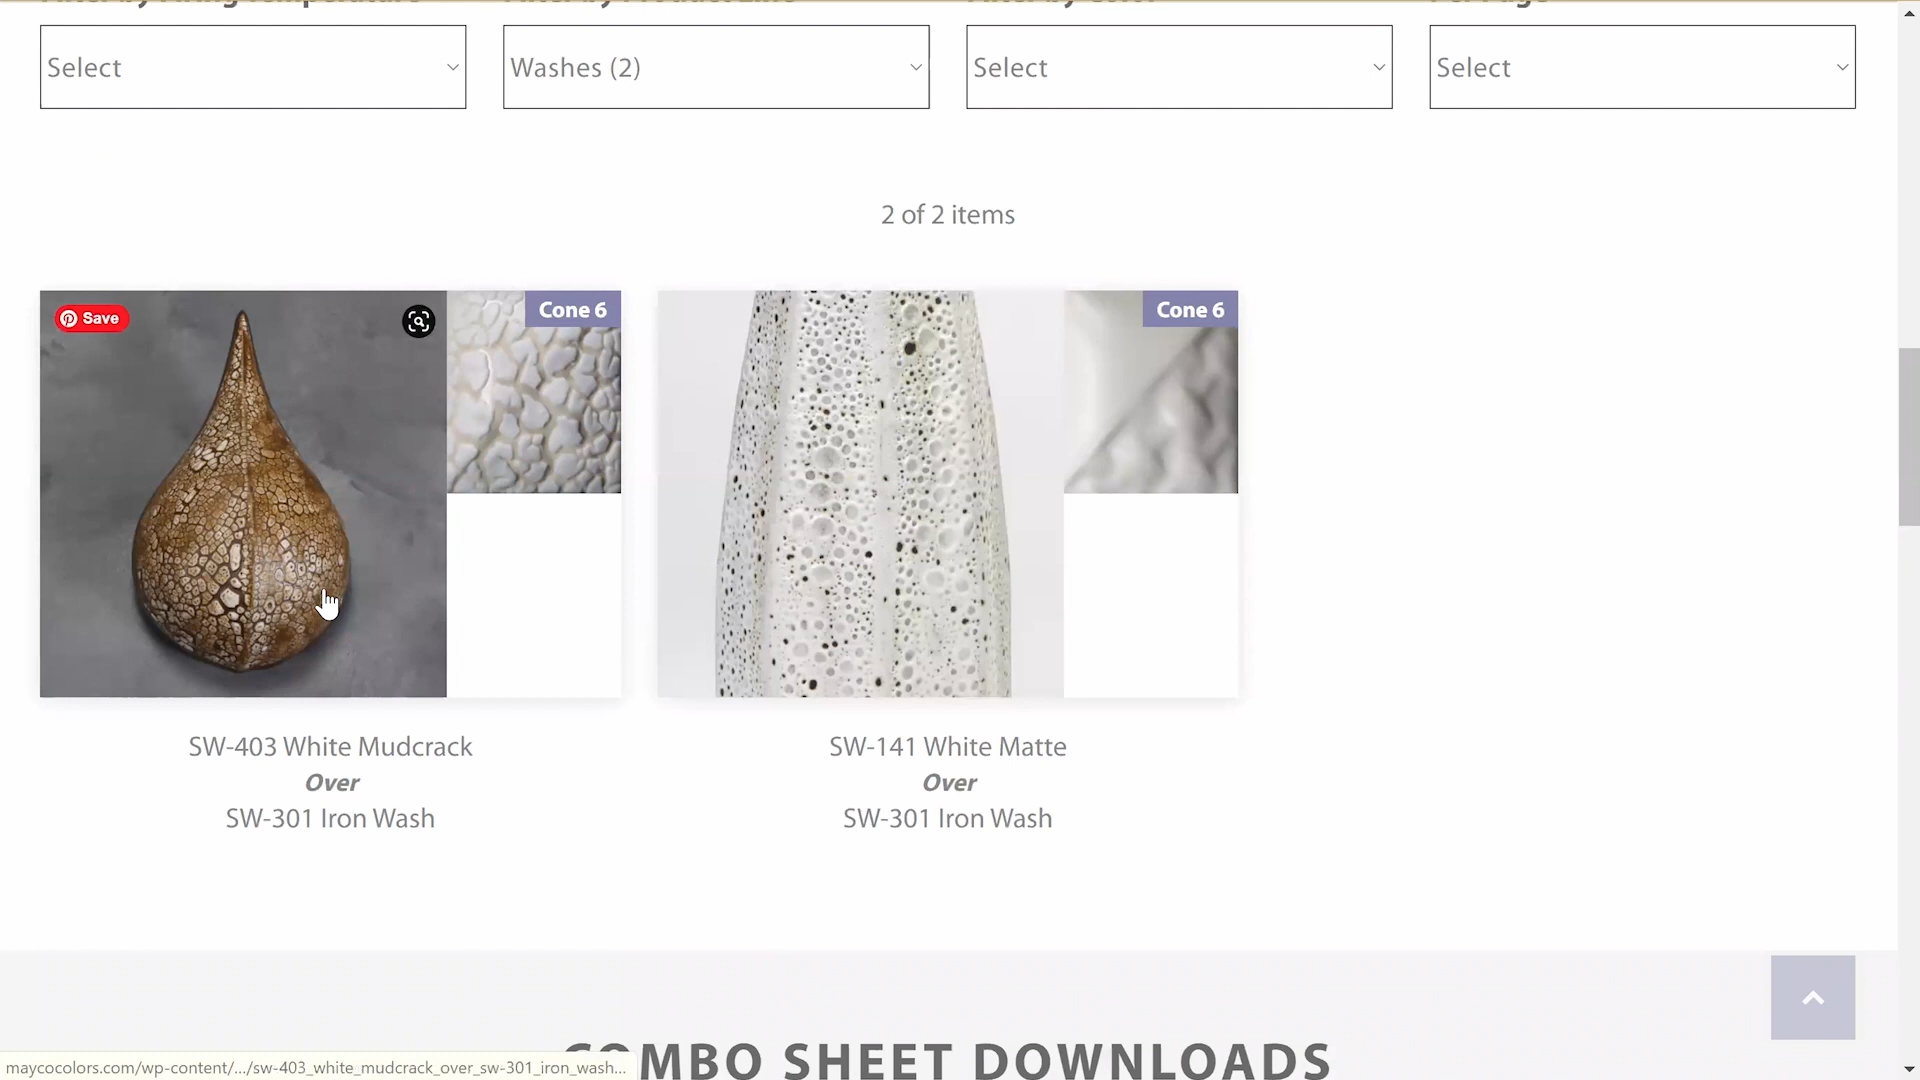 Select
Washes (2)
Select
Select
2 of 2 items
Save
Cone 6
Cone 6
SW-403 White Mudcrack
Over
SW-301 Iron Wash
SW-141 White Matte
Over
SW-301 Iron Wash
COMBO SHEET DOWNLOADS
maycocolors.com/wp-content/.../sw-403_white_mudcrack_over_sw-301_iron_wash...